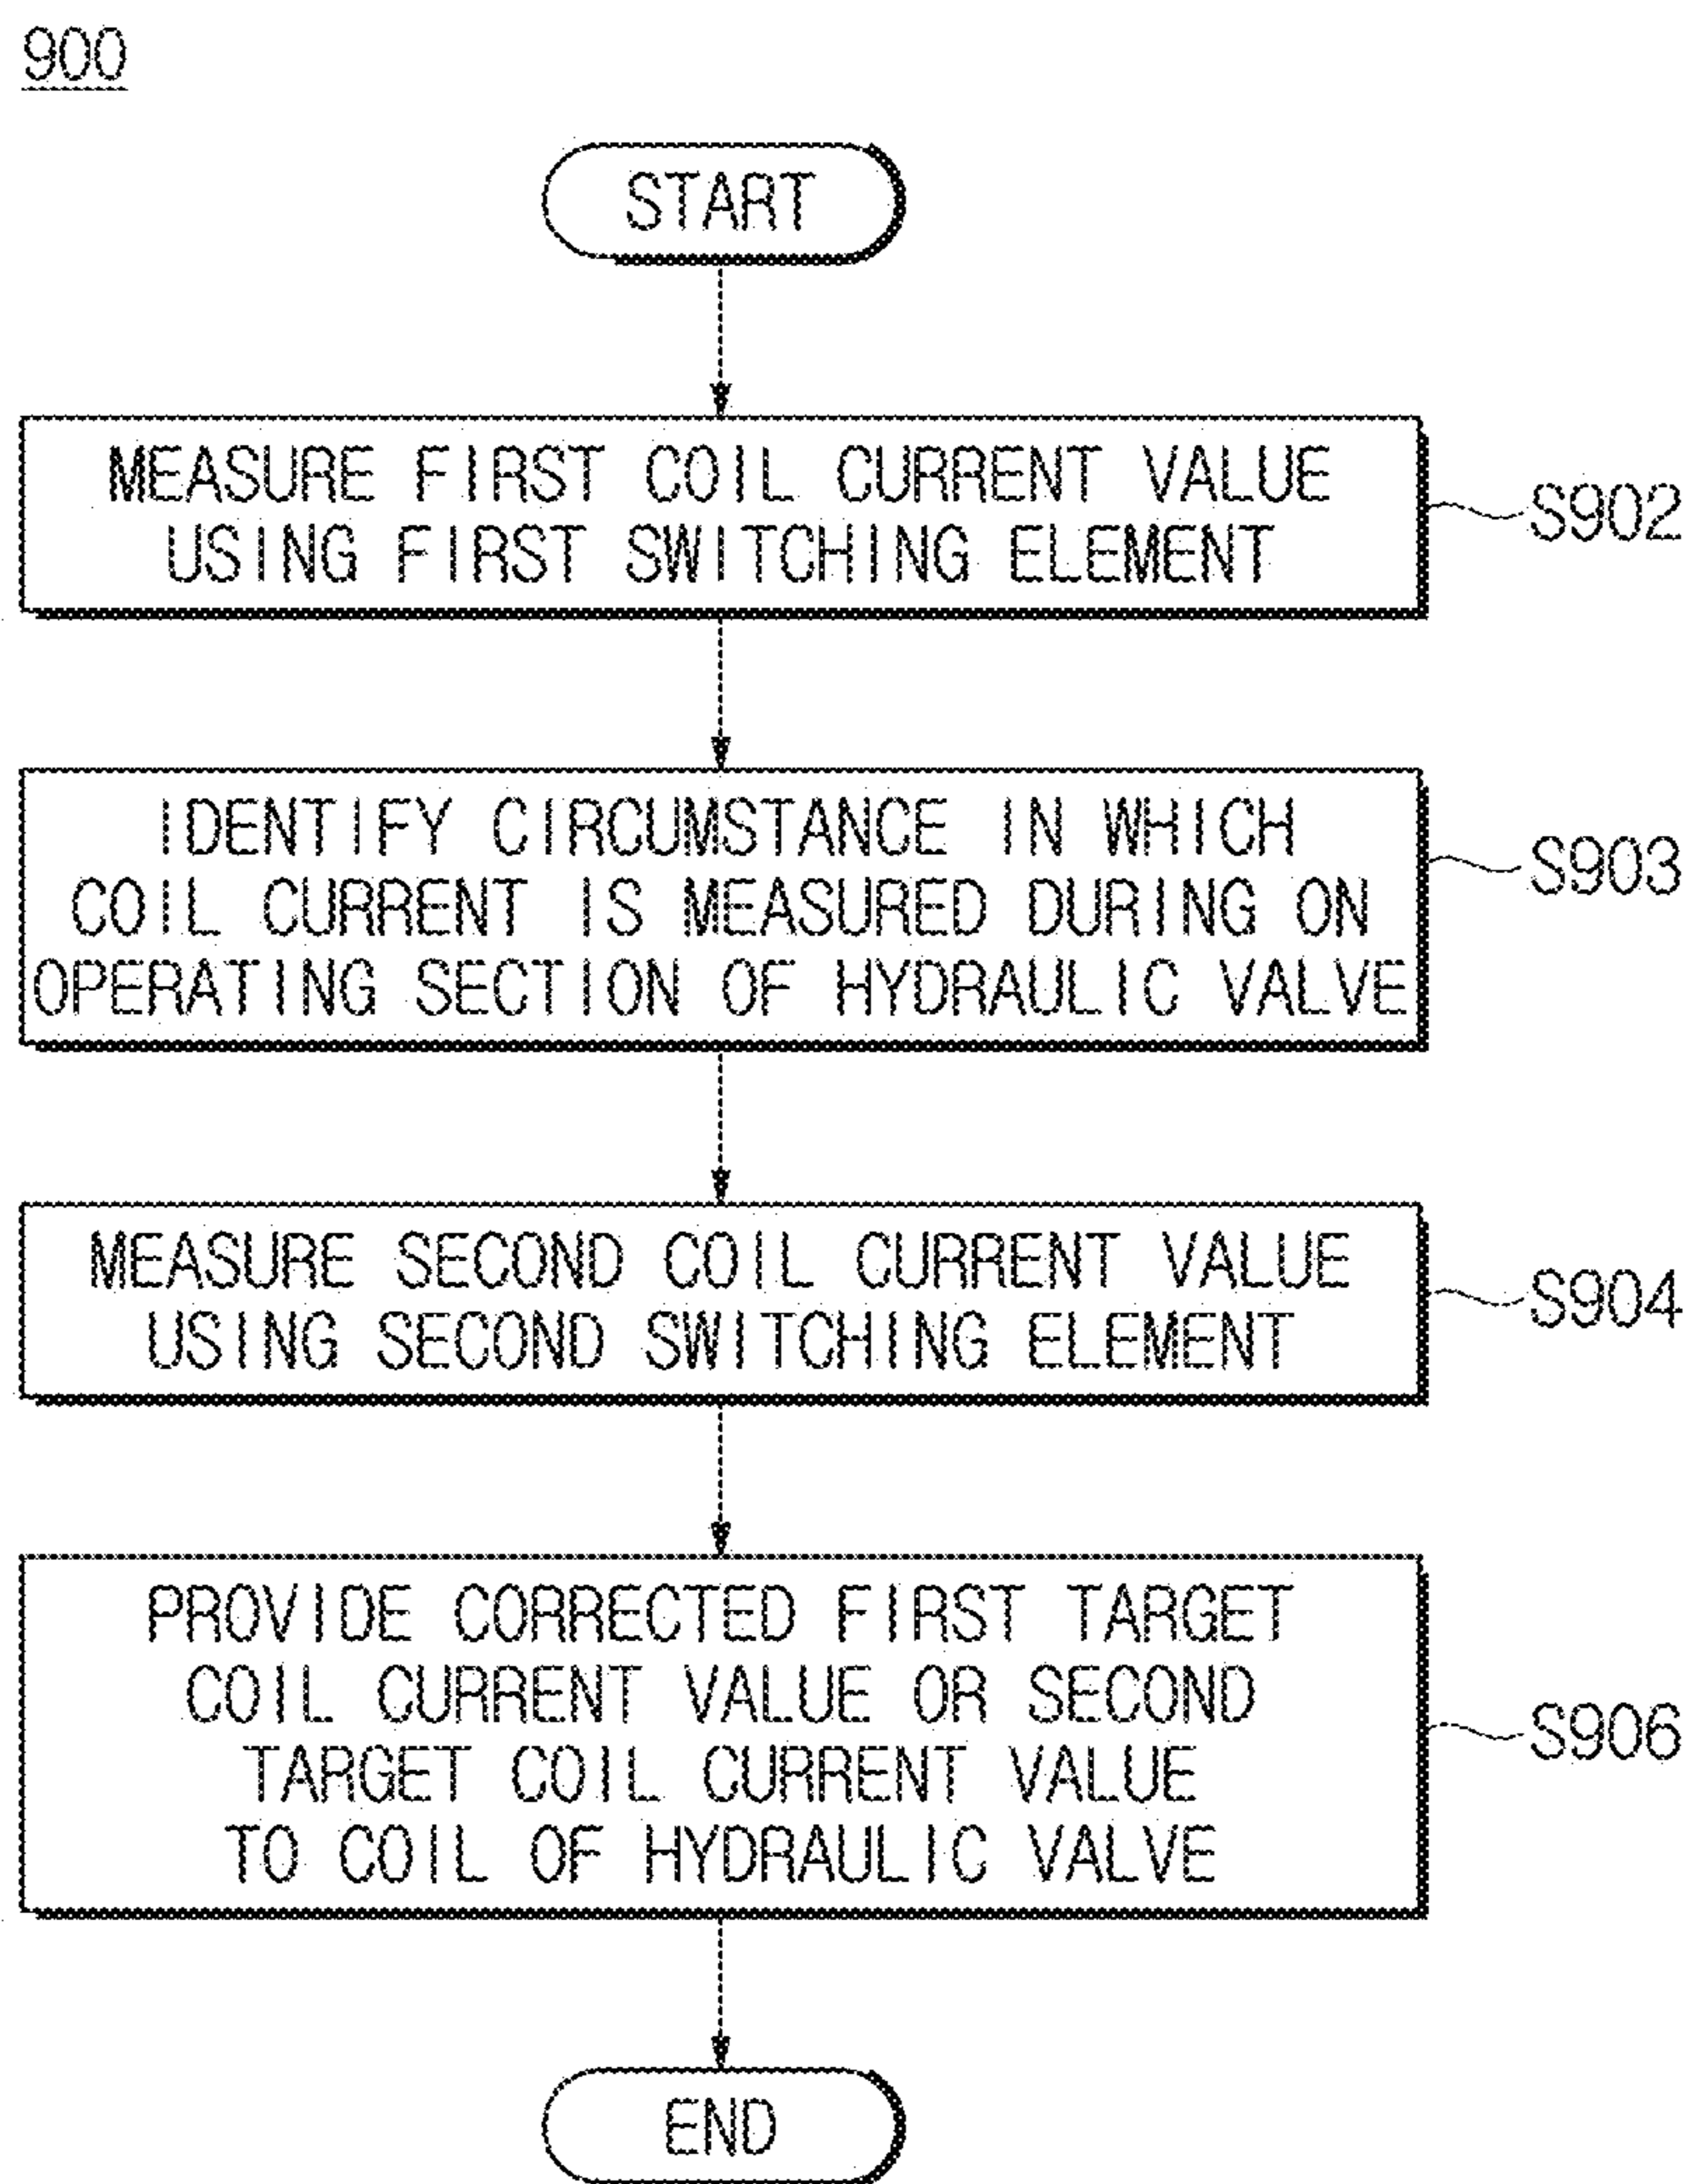 900
START
MEASURE FIRST COIL CURRENT VALUE
USING FIRST SWITCHING ELEMENT
S902
IDENTIFY CIRCUMSTANCE IN WHICH
COIL CURRENT IS MEASURED DURING ON
OPERATING SECTION OF HYDRAULIC VALVE
S903
MEASURE SECOND COIL CURRENT VALUE
USING SECOND SWITCHING ELEMENT
S904
PROVIDE CORRECTED FIRST TARGET
COIL CURRENT VALUE OR SECOND
TARGET COIL CURRENT VALUE
TO COIL OF HYDRAULIC VALVE
S906
END